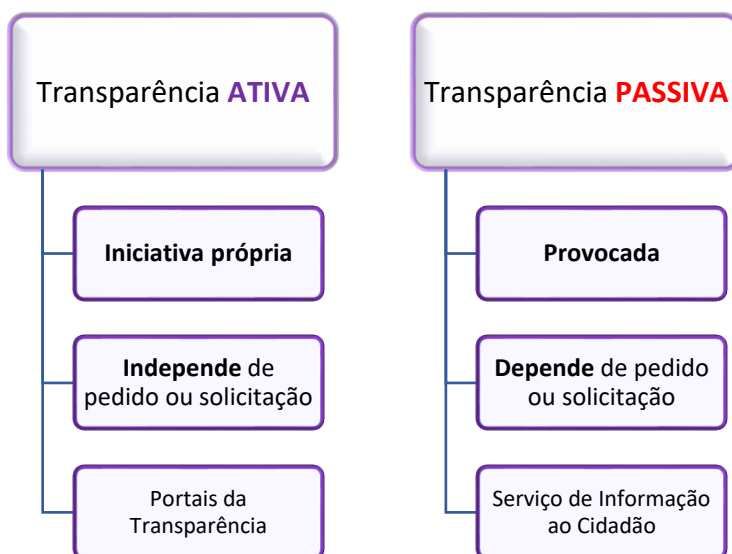 Transparência ATIVA
Iniciativa própria
Independe de
pedido ou solicitação
Portais da
Transparência
Transparência PASSIVA
Provocada
Depende de pedido
ou solicitação
Serviço de Informação
ao Cidadão